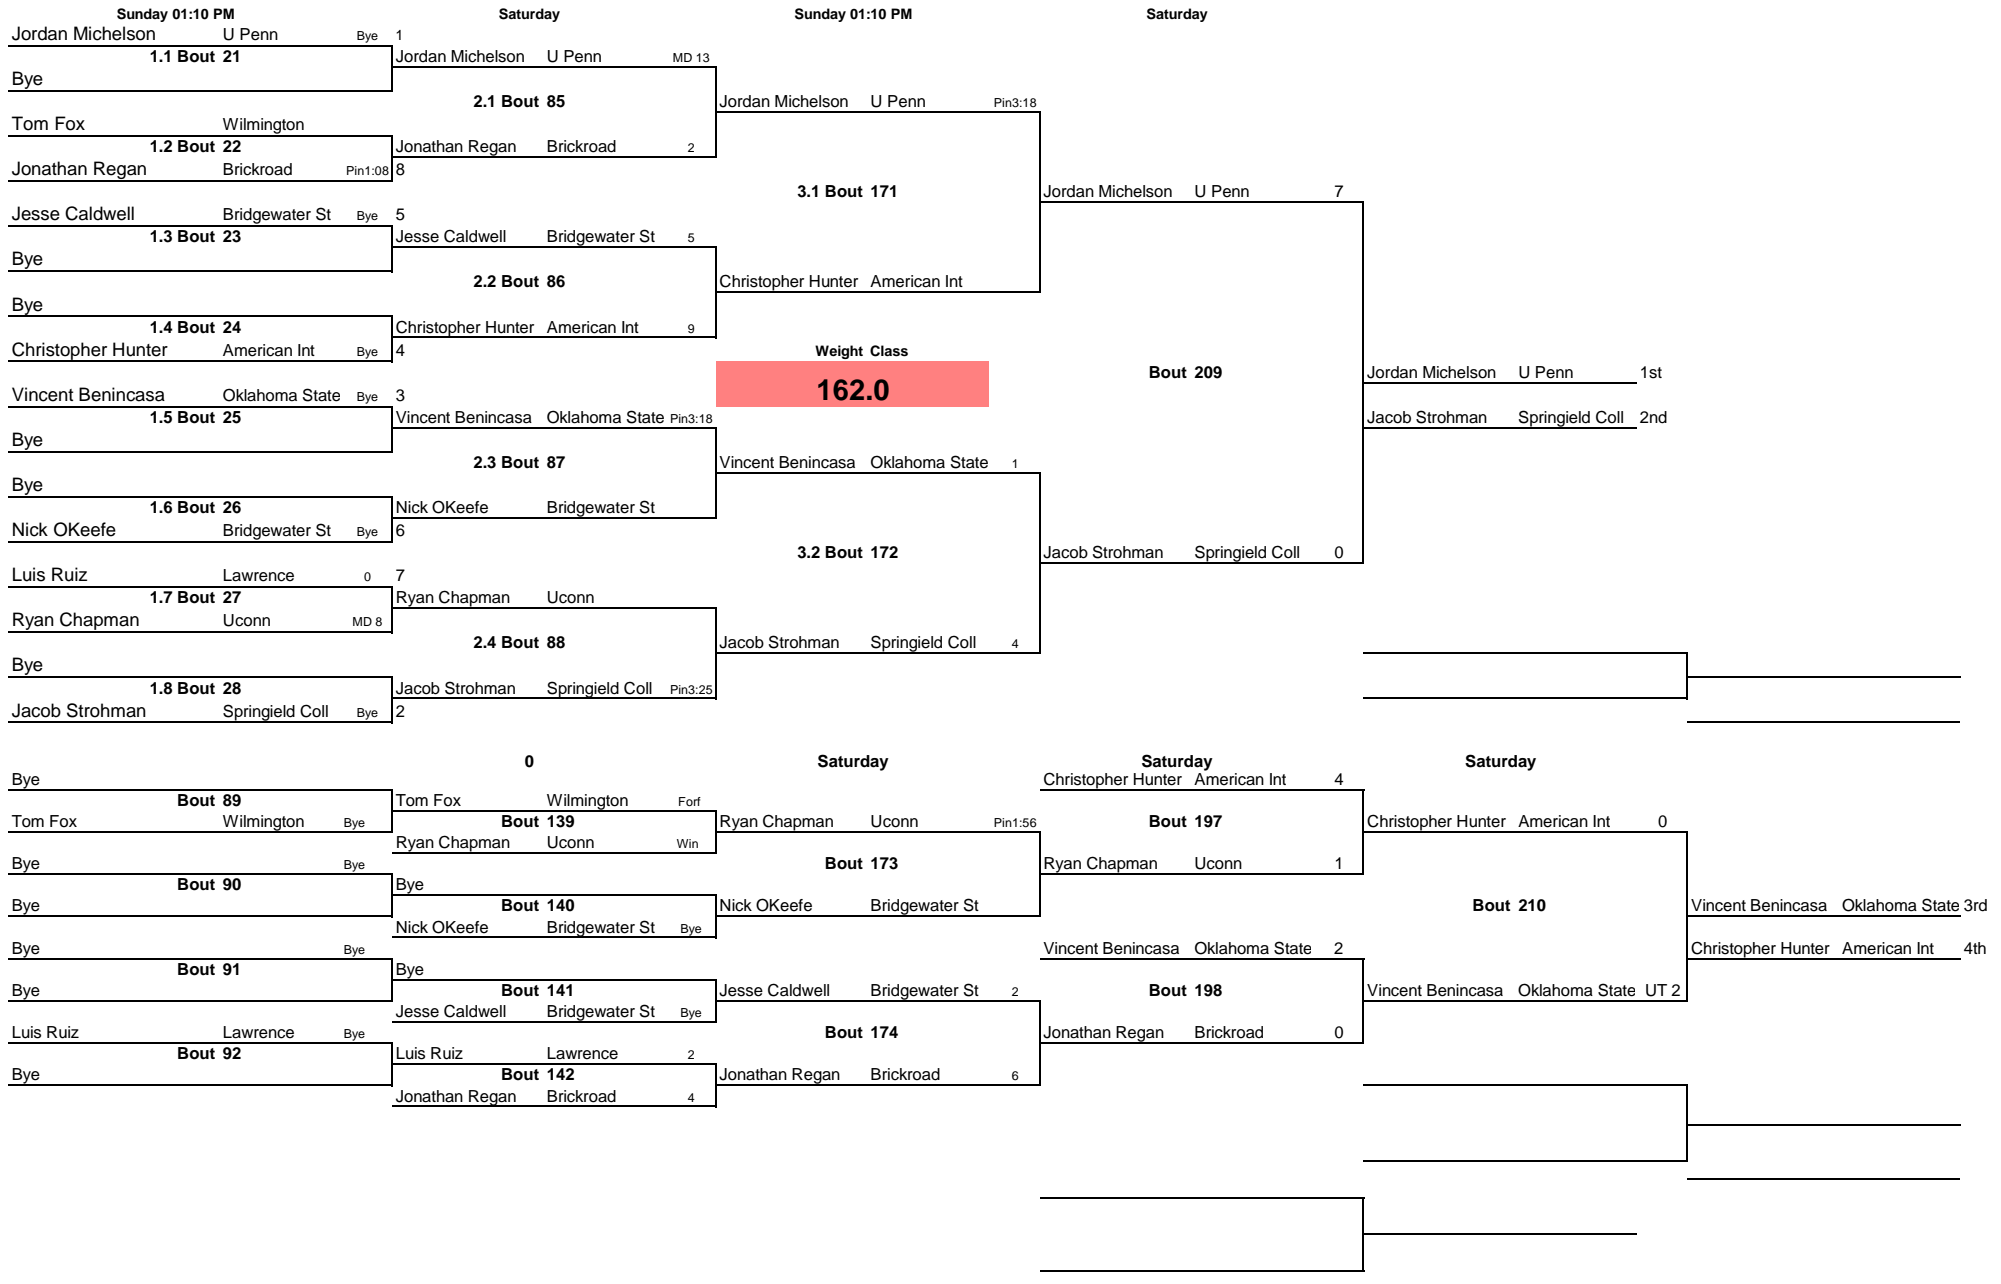 Sunday 01:10 PM Saturday Sunday 01:10 PM Saturday
Jordan Michelson U Penn Bye 1
1.1 Bout 21 Jordan Michelson U Penn MD 13
Bye
2.1 Bout 85 Jordan Michelson U Penn Pin3:18
Tom Fox Wilmington
1.2 Bout 22 Jonathan Regan Brickroad 2
Jonathan Regan Brickroad Pin1:08 8
3.1 Bout 171 Jordan Michelson U Penn 7
Jesse Caldwell Bridgewater St Bye 5
1.3 Bout 23 Jesse Caldwell Bridgewater St 5
Bye
2.2 Bout 86 Christopher Hunter American Int
Bye
1.4 Bout 24 Christopher Hunter American Int 9
Christopher Hunter American Int Bye 4 Weight Class
Bout 209 Jordan Michelson U Penn 1st
162.0
Vincent Benincasa Oklahoma State Bye 3
1.5 Bout 25 Vincent Benincasa Oklahoma State Pin3:18 Jacob Strohman Springield Coll 2nd
Bye
2.3 Bout 87 Vincent Benincasa Oklahoma State 1
Bye
1.6 Bout 26 Nick OKeefe Bridgewater St
Nick OKeefe Bridgewater St Bye 6
3.2 Bout 172 Jacob Strohman Springield Coll 0
Luis Ruiz Lawrence 0 7
1.7 Bout 27 Ryan Chapman Uconn
Ryan Chapman Uconn MD 8
2.4 Bout 88 Jacob Strohman Springield Coll 4
Bye
1.8 Bout 28 Jacob Strohman Springield Coll Pin3:25
Jacob Strohman Springield Coll Bye 2
0 Saturday Saturday Saturday
Bye Christopher Hunter American Int 4
Bout 89 Tom Fox Wilmington Forf
Tom Fox Wilmington Bye Bout 139 Ryan Chapman Uconn Pin1:56 Bout 197 Christopher Hunter American Int 0
Ryan Chapman Uconn Win
Bye Bye Bout 173 Ryan Chapman Uconn 1
Bout 90 Bye
Bye Bout 140 Nick OKeefe Bridgewater St Bout 210 Vincent Benincasa Oklahoma State 3rd
Nick OKeefe Bridgewater St Bye
Bye Bye Vincent Benincasa Oklahoma State 2 Christopher Hunter American Int 4th
Bout 91 Bye
Bye Bout 141 Jesse Caldwell Bridgewater St 2 Bout 198 Vincent Benincasa Oklahoma State UT 2
Jesse Caldwell Bridgewater St Bye
Luis Ruiz Lawrence Bye Bout 174 Jonathan Regan Brickroad 0
Bout 92 Luis Ruiz Lawrence 2
Bye Bout 142 Jonathan Regan Brickroad 6
Jonathan Regan Brickroad 4